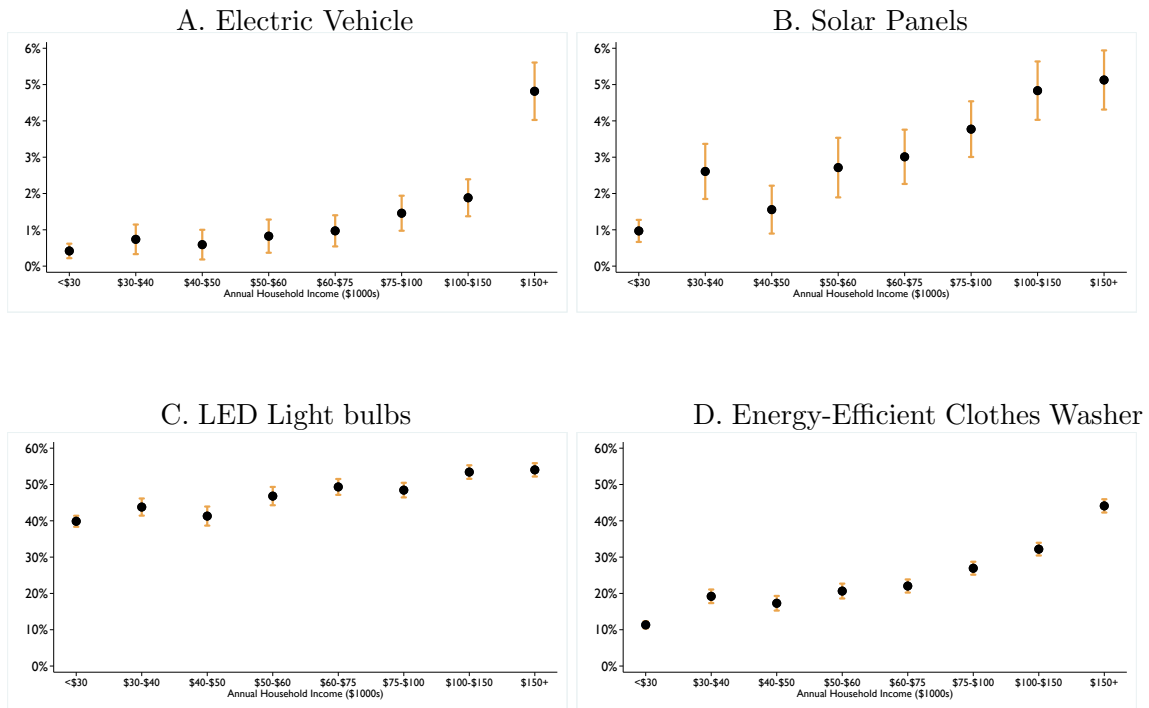 A. Electric Vehicle
6%
5%
4%
3%
2%
1%
0%
<$30 $30-$40 $40-$50 $50-$60 $60-$75 $75-$100 $100-$150 $150+
Annual Household Income ($1000s)
B. Solar Panels
6%
5%
4%
3%
2%
1%
0%
<$30 $30-$40 $40-$50 $50-$60 $60-$75 $75-$100 $100-$150 $150+
Annual Household Income ($1000s)
C. LED Light bulbs
60%
50%
40%
30%
20%
10%
0%
<$30 $30-$40 $40-$50 $50-$60 $60-$75 $75-$100 $100-$150 $150+
Annual Household Income ($1000s)
D. Energy-Efficient Clothes Washer
60%
50%
40%
30%
20%
10%
0%
<$30 $30-$40 $40-$50 $50-$60 $60-$75 $75-$100 $100-$150 $150+
Annual Household Income ($1000s)